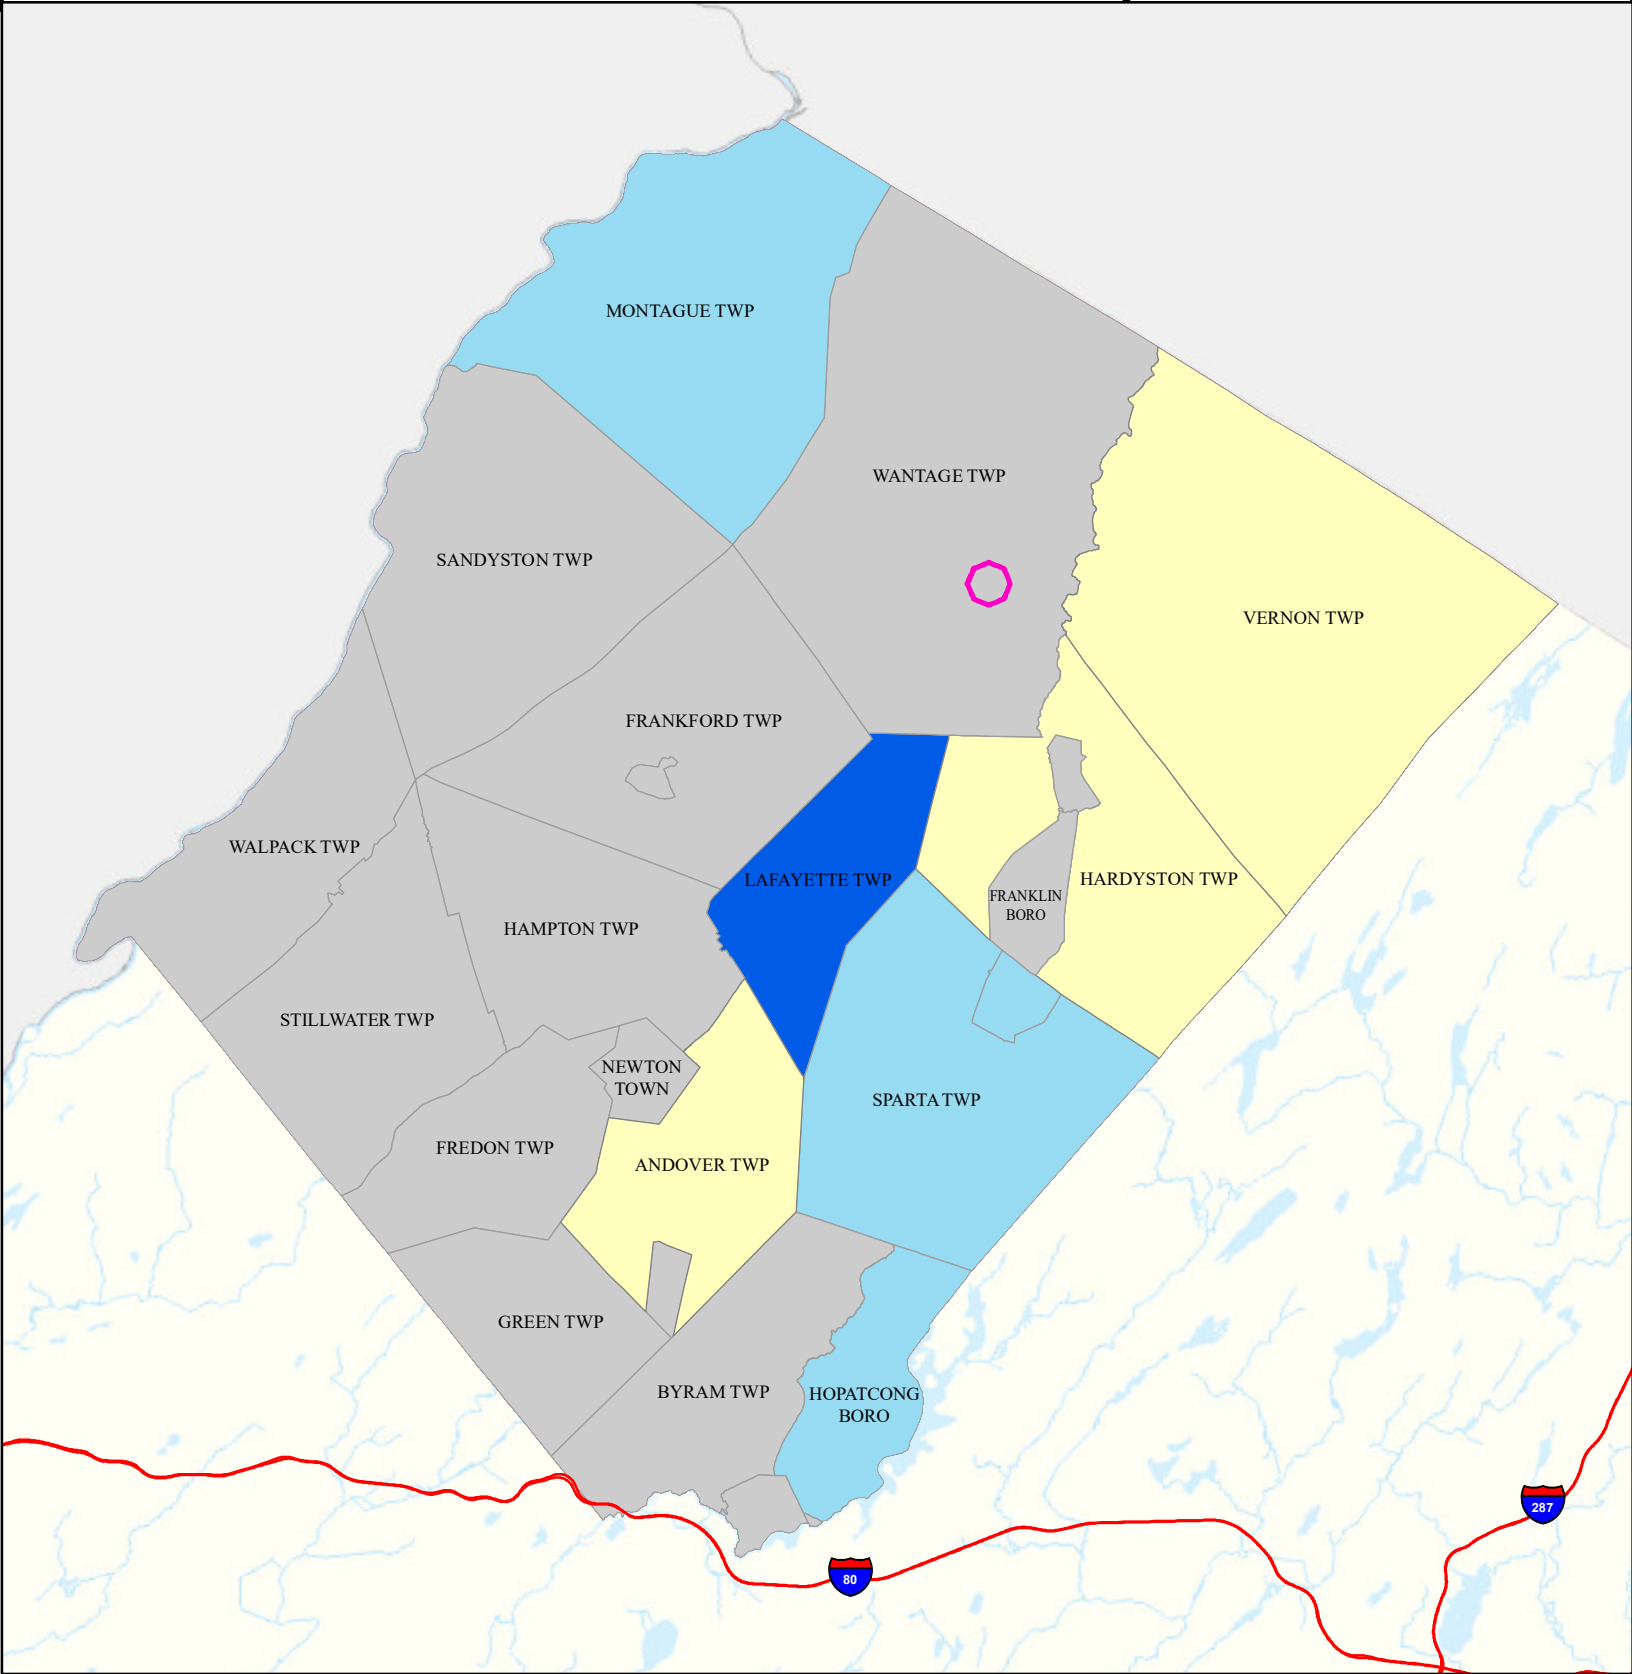 MONTAGUE TWP
WANTAGE TWP
SANDYSTON TWP
VERNON TWP
FRANKFORD TWP
WALPACK TWP
LAFAYETTE TWP
HARDYSTON TWP
FRANKLIN
BORO
HAMPTON TWP
STILLWATER TWP
NEWTON
TOWN
SPARTA TWP
FREDON TWP
ANDOVER TWP
GREEN TWP
BYRAM TWP
HOPATCONG
BORO
287
80